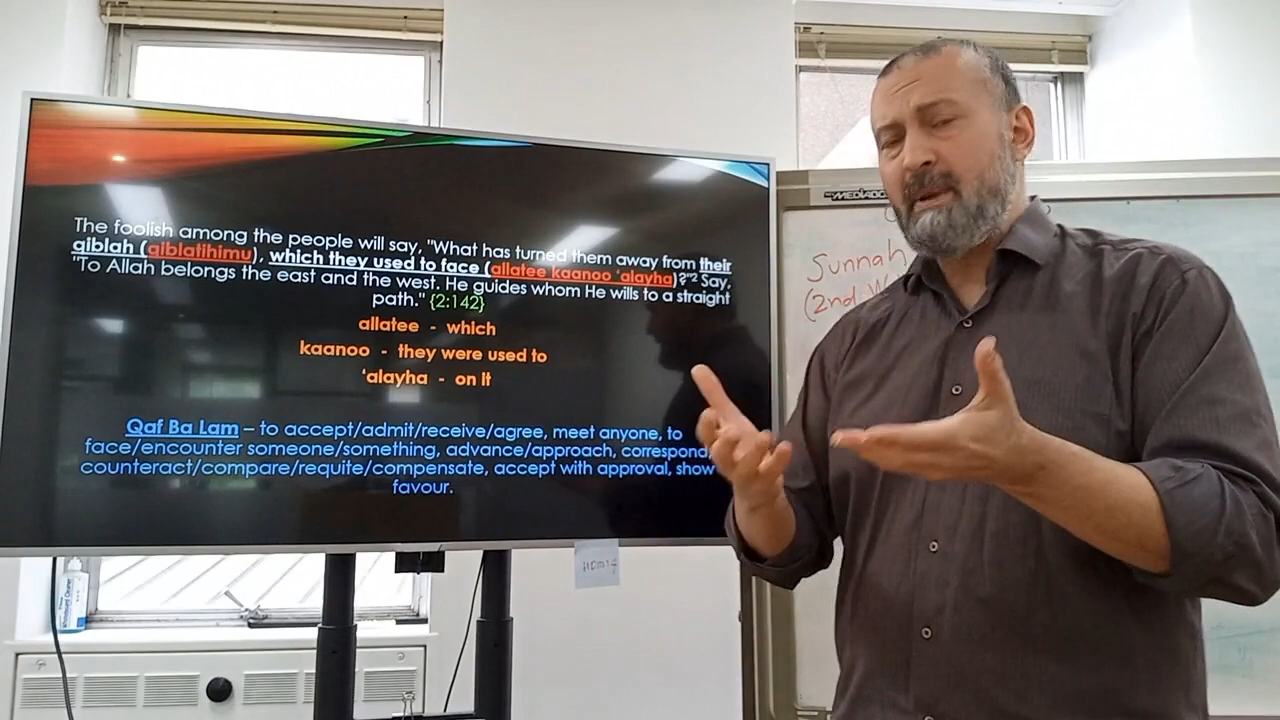 The foolish among the people will say, "What has turned them away from their
qiblah (qiblatihimu), which they used to face (allatee kaanoo 'alayha)?"² Say,
"To Allah belongs the east and the west. He guides whom He wills to a straight
path." {2:142}
allatee - which
kaanoo - they were used to
'alayha - on it
Qaf Ba Lam – to accept/admit/receive/agree, meet anyone, to
face/encounter someone/something, advance/approach, correspond,
counteract/compare/requite/compensate, accept with approval, show
favour.
Sunnah
(2nd
HDMI